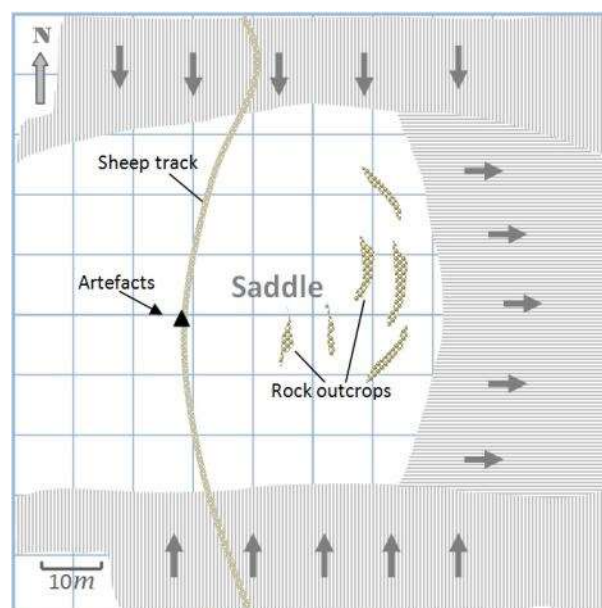 N
Sheep track
Artefacts
Saddle
Rock outcrops
10m